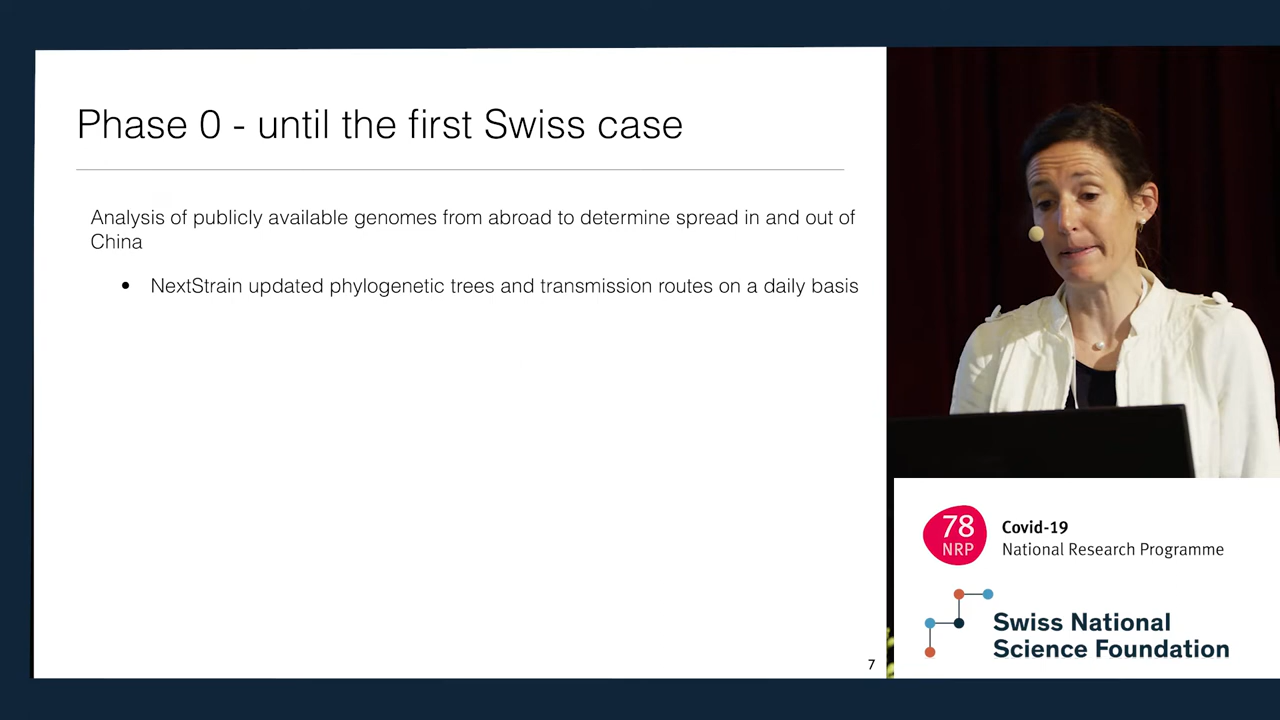 Phase 0 - until the first Swiss case
Analysis of publicly available genomes from abroad to determine spread in and out of
China
• NextStrain updated phylogenetic trees and transmission routes on a daily basis
7
78
NRP
Covid-19
National Research Programme
Swiss National
Science Foundation